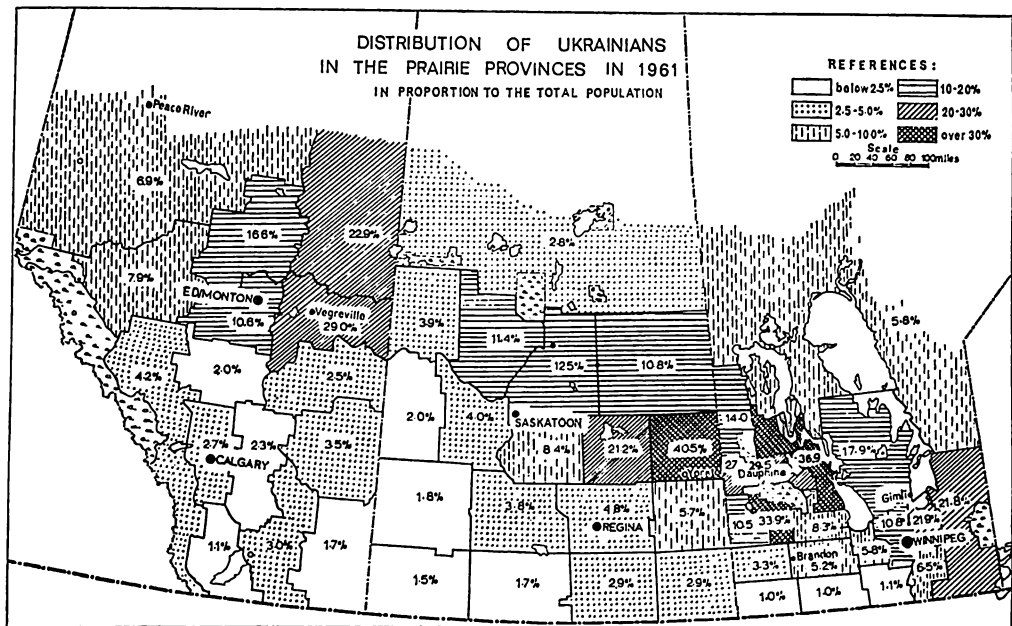 DISTRIBUTION OF UKRAINIANS
IN THE PRAIRIE PROVINCES IN 1961
IN PROPORTION TO THE TOTAL POPULATION
REFERENCES:
below 2.5% 10-20%
2.5-5.0% 20-30%
5.0-10.0% over 30%
Scale
0 20 40 60 80 100 miles
Peace River
6.9%
16.6%
22.9%
2.8%
5.8%
7.9%
EDMONTON
10.6%
Vegreville
29.0%
3.9%
11.4%
12.5%
10.8%
4.2%
2.0%
2.5%
2.0%
4.0%
SASKATOON
8.4%
21.2%
40.5%
14.0
36.9
17.9%
2.7%
CALGARY
2.3%
3.5%
27
29.5
Dauphin
Gimli
21.8%
1.8%
3.8%
4.8%
REGINA
5.7%
10.5
33.9%
8.3%
10.8
21.9%
WINNIPEG
1.1%
3.0%
1.7%
1.5%
1.7%
2.9%
2.9%
3.3%
Brandon
5.2%
5.8%
6.5%
1.0%
1.0%
1.1%